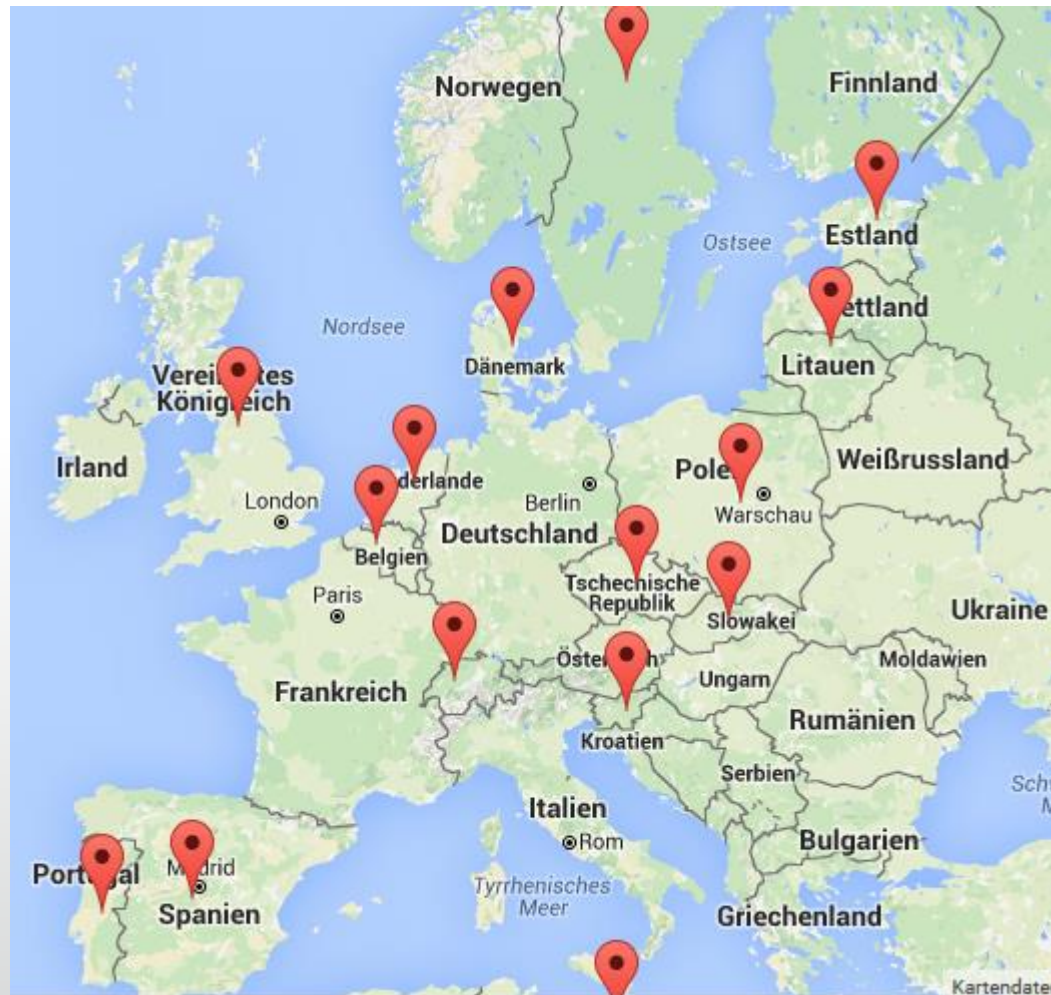 Norwegen
Finnland
Estland
Ostsee
Nordsee
Dänemark
Litauen
Irland
Weißrussland
London
Berlin
Warschau
Deutschland
Belgien
Tschechische
Republik
Paris
Slowakei
Ukraine
Moldawien
Ungarn
Frankreich
Rumänien
Kroatien
Serbien
Italien
Rom
Bulgarien
Spanien
Tyrrhenisches
Meer
Griechenland